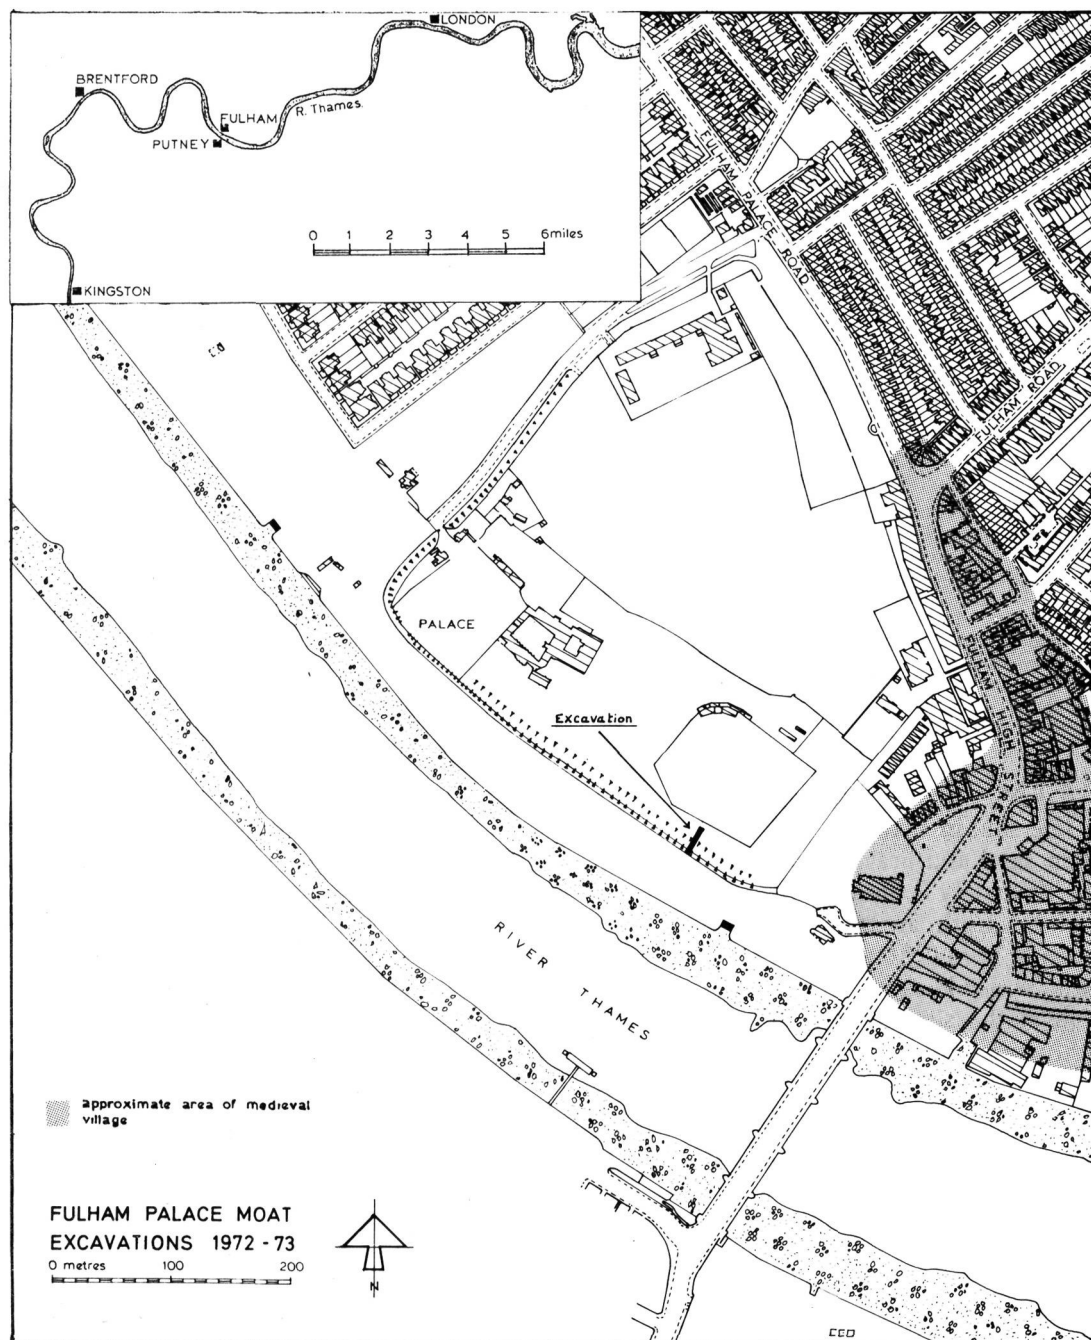 LONDON
BRENTFORD
FULHAM
R. Thames.
PUTNEY
0 1 2 3 4 5 6 miles
KINGSTON
FULHAM PALACE ROAD
FULHAM ROAD
PALACE
FULHAM HIGH STREET
Excavation
RIVER THAMES
approximate area of medieval
village
FULHAM PALACE MOAT
EXCAVATIONS 1972-73
0 metres 100 200
N